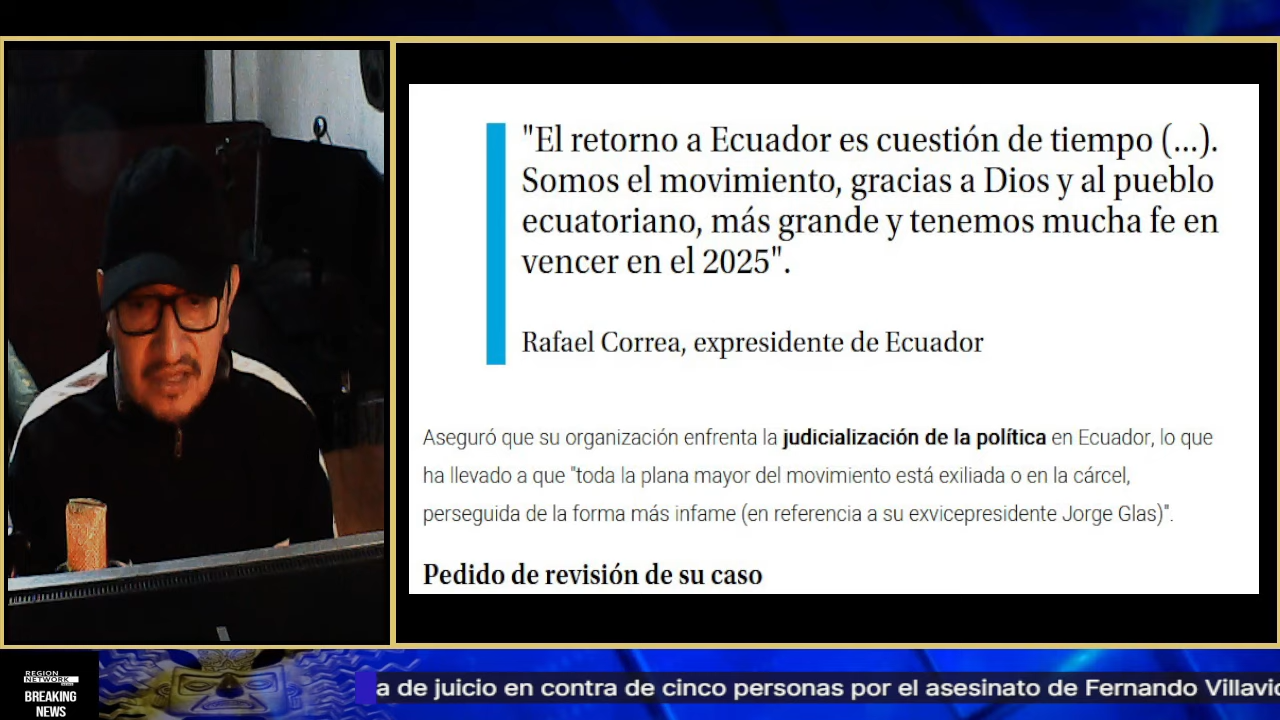 "El retorno a Ecuador es cuestión de tiempo (...).
Somos el movimiento, gracias a Dios y al pueblo
ecuatoriano, más grande y tenemos mucha fe en
vencer en el 2025".
Rafael Correa, expresidente de Ecuador
Aseguró que su organización enfrenta la judicialización de la política en Ecuador, lo que
ha llevado a que "toda la plana mayor del movimiento está exiliada o en la cárcel,
perseguida de la forma más infame (en referencia a su exvicepresidente Jorge Glas)".
Pedido de revisión de su caso
REGION
NETWORK
BREAKING
NEWS
a de juicio en contra de cinco personas por el asesinato de Fernando Villavic